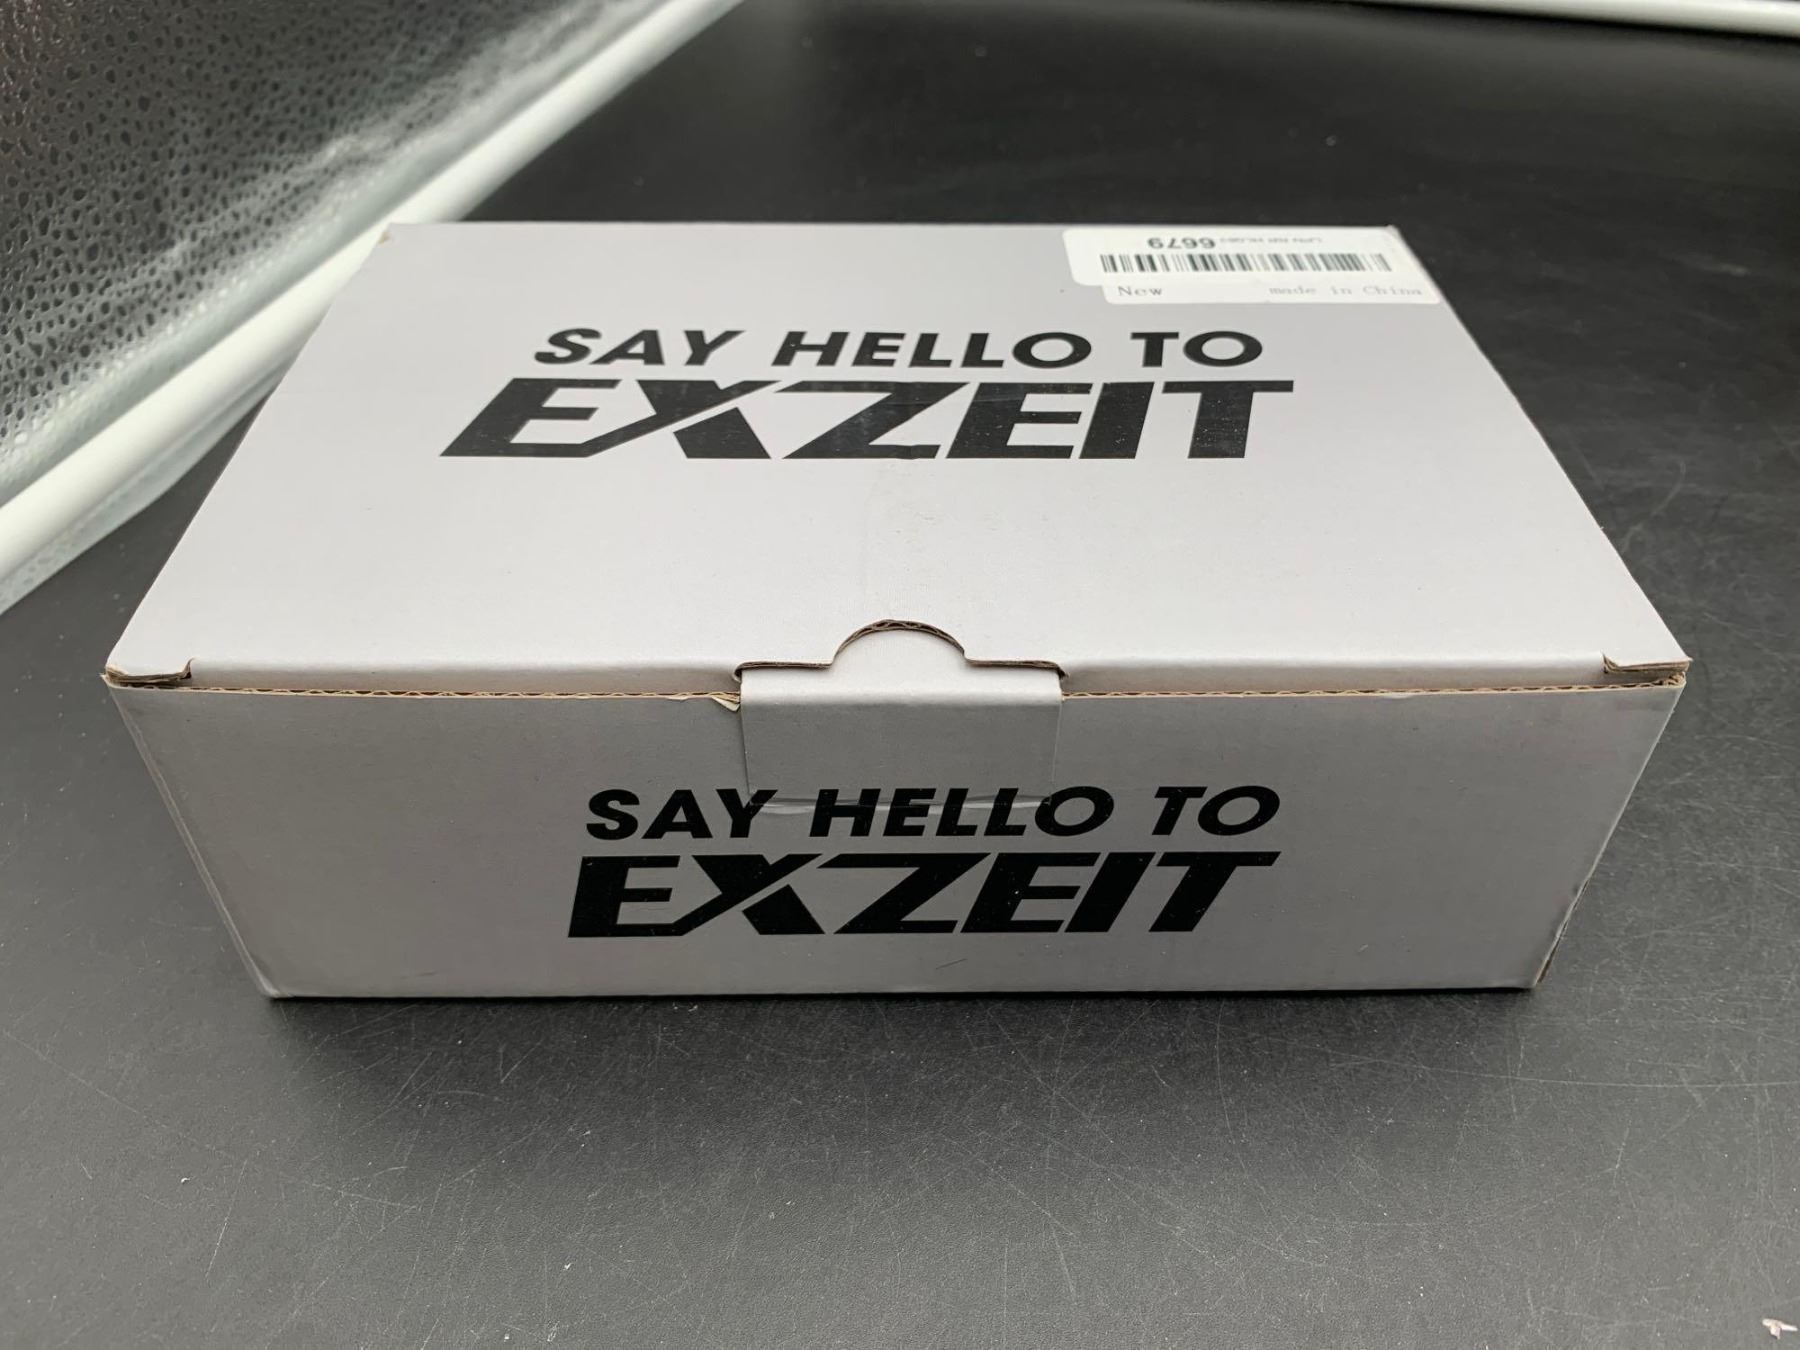 6679
New made in China
SAY HELLO TO
EXZEIT
SAY HELLO TO
EXZEIT